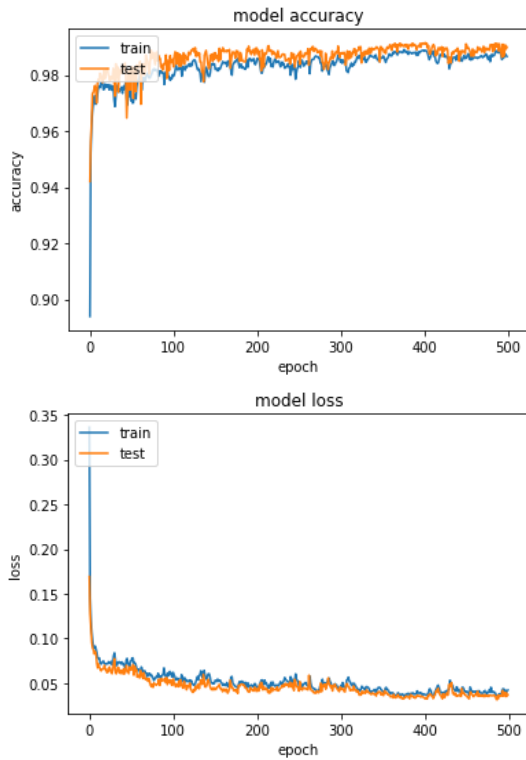 model accuracy
train
test
0.98
0.96
0.94
0.92
0.90
accuracy
0 100 200 300 400 500
epoch
model loss
0.35
train
test
0.30
0.25
0.20
0.15
0.10
0.05
loss
0 100 200 300 400 500
epoch